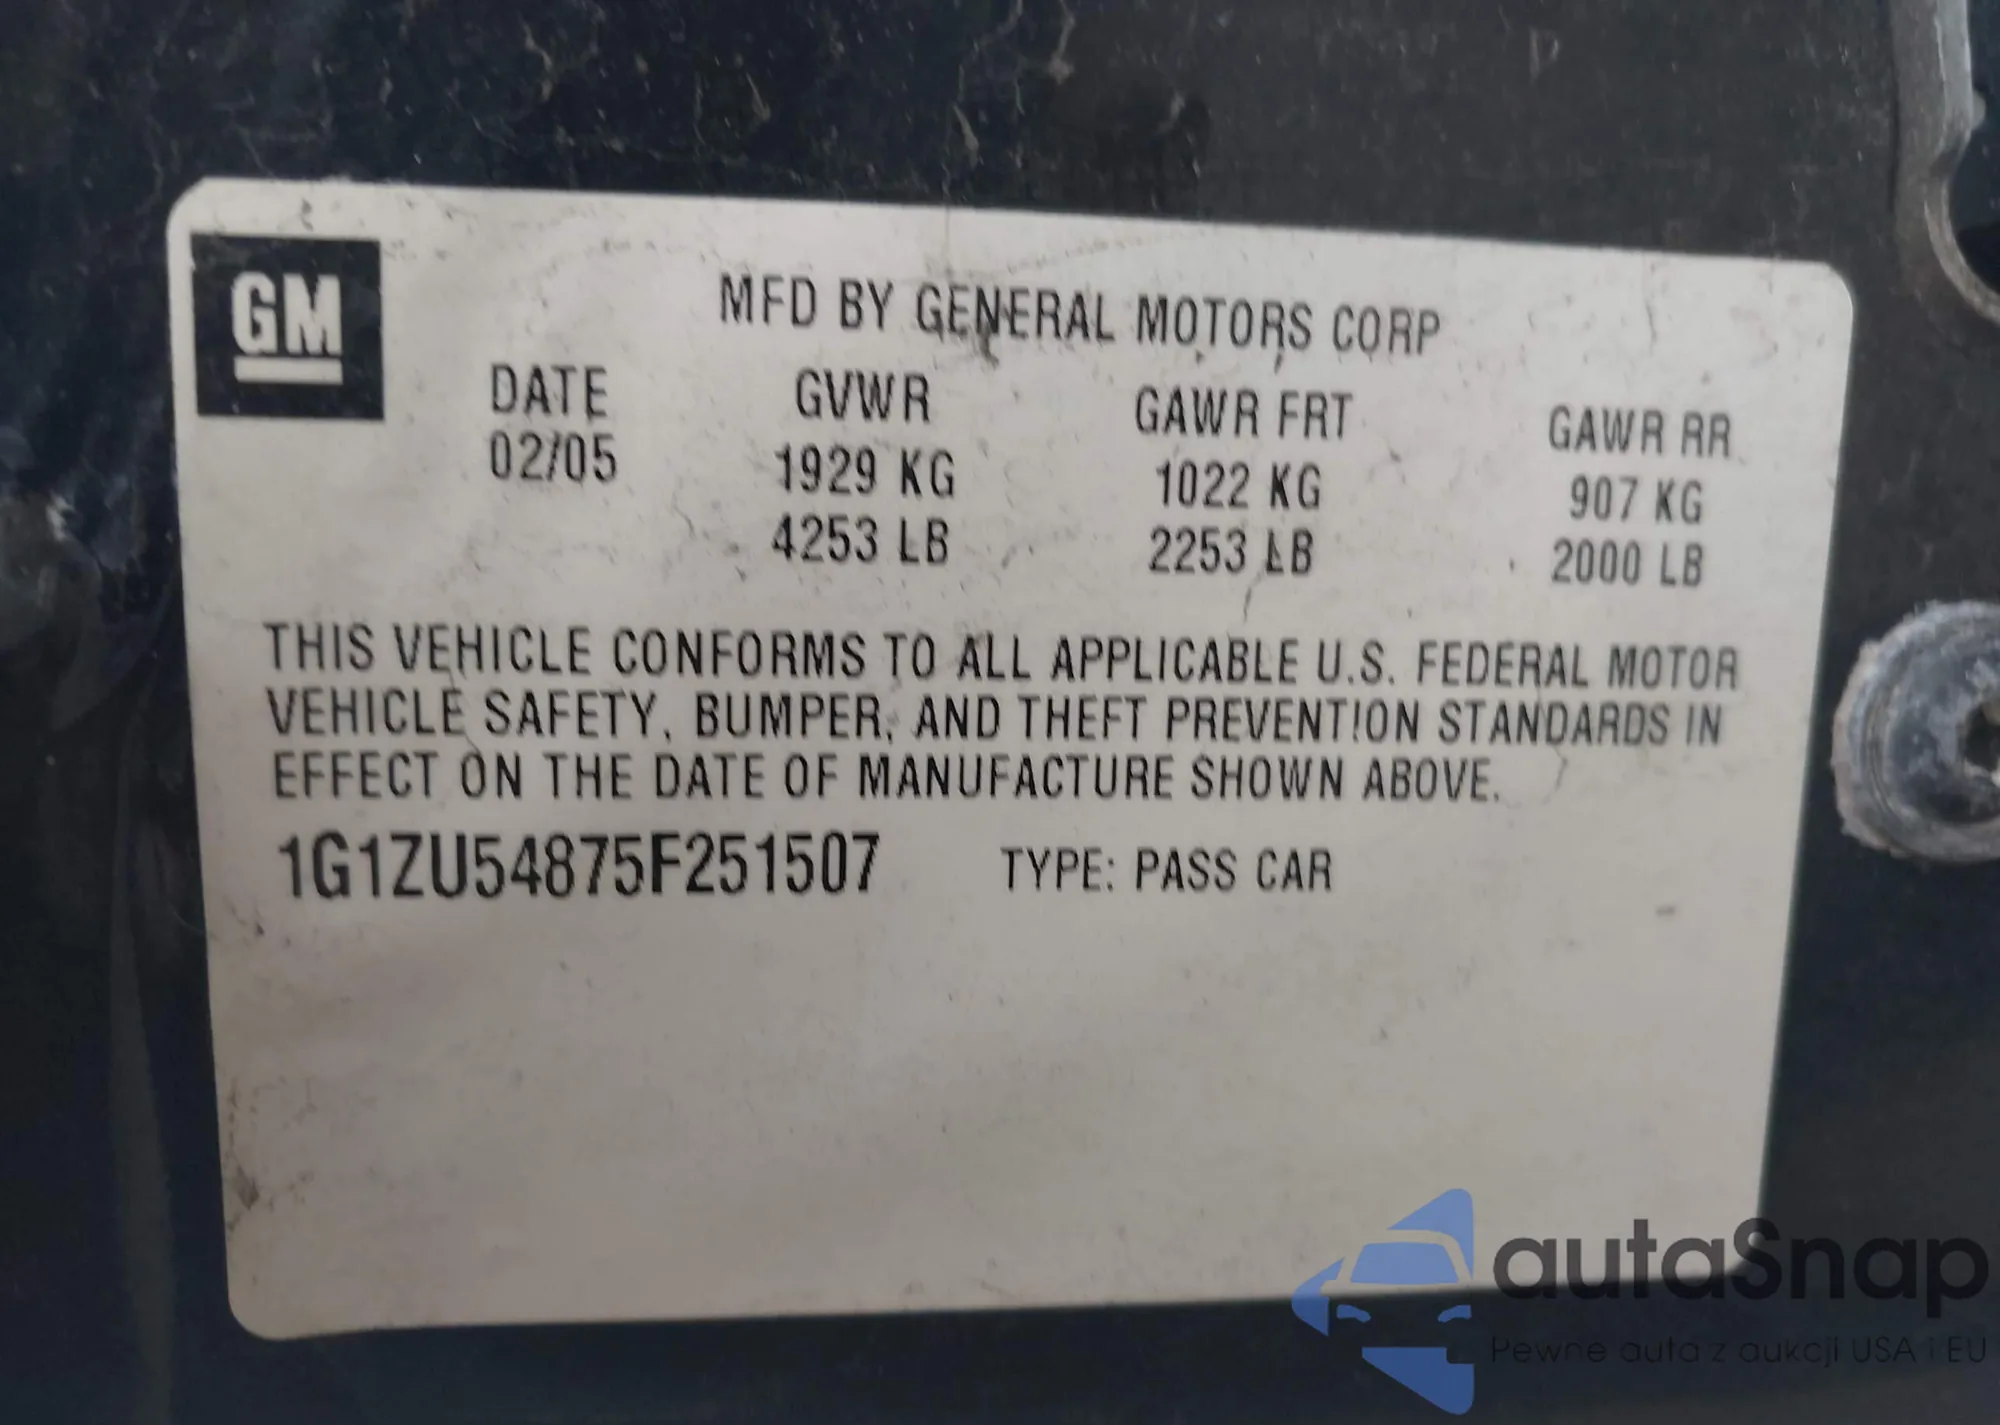 GM
MFD BY GENERAL MOTORS CORP
DATE GVWR GAWR FRT GAWR RR
02/05 1929 KG 1022 KG 907 KG
4253 LB 2253 LB 2000 LB
THIS VEHICLE CONFORMS TO ALL APPLICABLE U.S. FEDERAL MOTOR
VEHICLE SAFETY, BUMPER, AND THEFT PREVENTION STANDARDS IN
EFFECT ON THE DATE OF MANUFACTURE SHOWN ABOVE.
1G1ZU54875F251507 TYPE: PASS CAR
autaSnap
Pewne auta z aukcji USA i EU